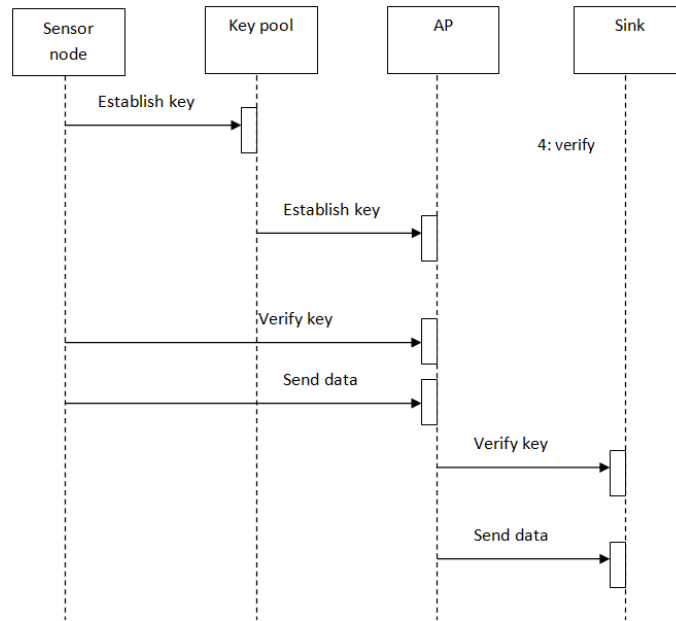 Sensor
node
Key pool
AP
Sink
Establish key
4: verify
Establish key
Verify key
Send data
Verify key
Send data